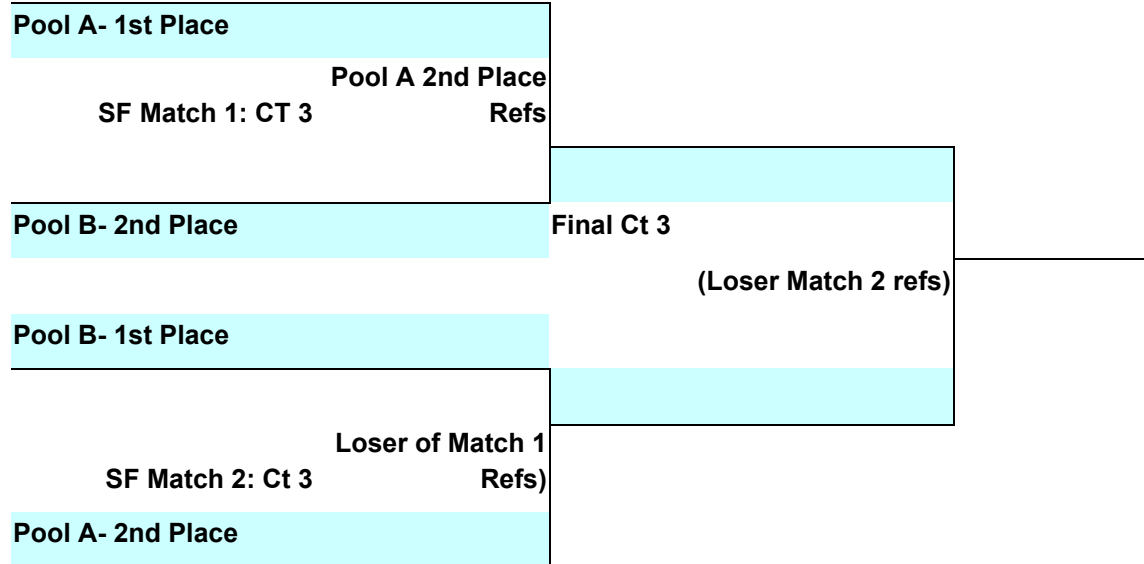 Pool A- 1st Place
Pool A 2nd Place
SF Match 1: CT 3 Refs
Pool B- 2nd Place
Final Ct 3
(Loser Match 2 refs)
Pool B- 1st Place
Loser of Match 1
SF Match 2: Ct 3 Refs)
Pool A- 2nd Place